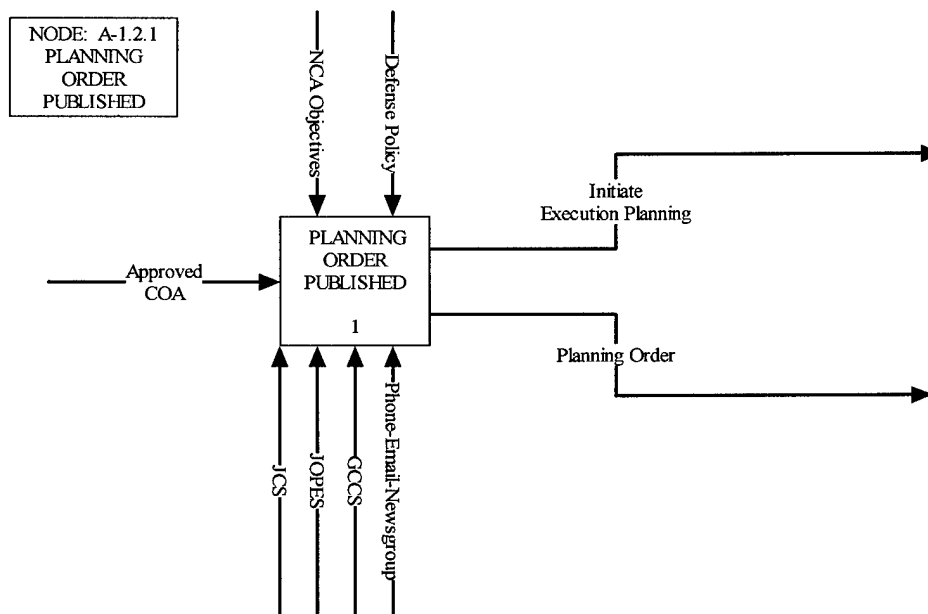 NODE: A-1.2.1
PLANNING
ORDER
PUBLISHED
NCA Objectives
Defense Policy
Initiate
Execution Planning
PLANNING
ORDER
PUBLISHED
1
Approved
COA
Planning Order
JCS
JOPES
GCCS
Phone-Email-Newsgroup